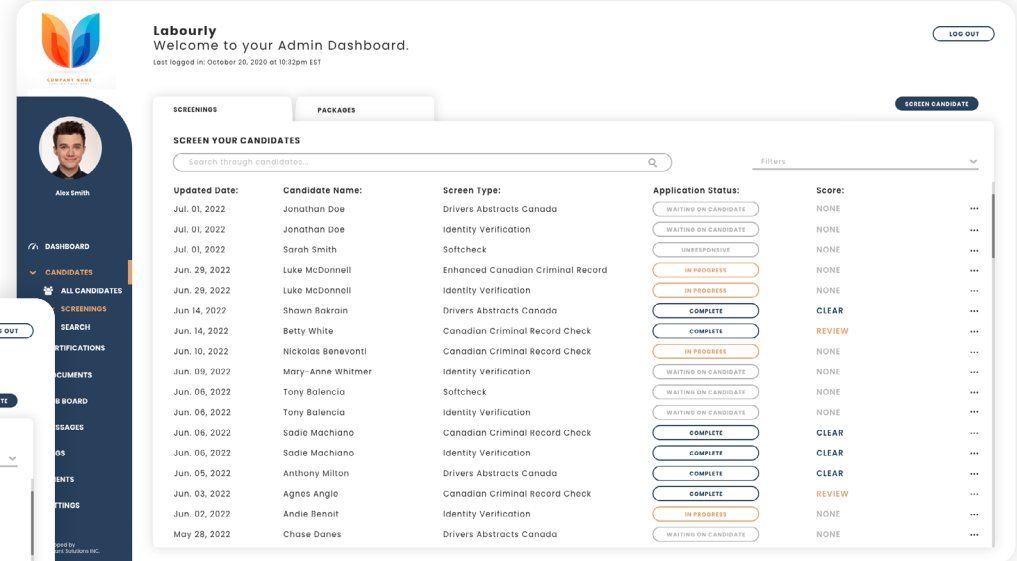 COMPANY NAME
Labourly
Welcome to your Admin Dashboard.
Last logged in: October 20, 2020 at 10:32pm EST
LOG OUT
Alex Smith
DASHBOARD
CANDIDATES
ALL CANDIDATES
SCREENINGS
SEARCH
RTIFICATIONS
CUMENTS
B BOARD
SSAGES
GS
ENTS
TTINGS
oped by
ant Solutions INC.
OUT
TE
SCREENINGS
PACKAGES
SCREEN CANDIDATE
SCREEN YOUR CANDIDATES
Search through candidates...
Filters
Updated Date: Candidate Name: Screen Type: Application Status: Score:
Jul. 01, 2022 Jonathan Doe Drivers Abstracts Canada WAITING ON CANDIDATE NONE ...
Jul. 01, 2022 Jonathan Doe Identity Verification WAITING ON CANDIDATE NONE ...
Jul. 01, 2022 Sarah Smith Softcheck UNRESPONSIVE NONE ...
Jun. 29, 2022 Luke McDonnell Enhanced Canadian Criminal Record IN PROGRESS NONE ...
Jun. 29, 2022 Luke McDonnell Identity Verification IN PROGRESS NONE ...
Jun 14, 2022 Shawn Bakrain Drivers Abstracts Canada COMPLETE CLEAR ...
Jun. 14, 2022 Betty White Canadian Criminal Record Check COMPLETE REVIEW ...
Jun. 10, 2022 Nickolas Benevonti Canadian Criminal Record Check IN PROGRESS NONE ...
Jun. 09, 2022 Mary-Anne Whitmer Identity Verification WAITING ON CANDIDATE NONE ...
Jun. 06, 2022 Tony Balencia Softcheck WAITING ON CANDIDATE NONE ...
Jun. 06, 2022 Tony Balencia Identity Verification WAITING ON CANDIDATE NONE ...
Jun. 06, 2022 Sadie Machiano Canadian Criminal Record Check COMPLETE CLEAR ...
Jun. 06, 2022 Sadie Machiano Identity Verification COMPLETE CLEAR ...
Jun. 05, 2022 Anthony Milton Drivers Abstracts Canada COMPLETE CLEAR ...
Jun. 03, 2022 Agnes Angle Canadian Criminal Record Check COMPLETE REVIEW ...
Jun. 02, 2022 Andie Benoit Identity Verification IN PROGRESS NONE ...
May 28, 2022 Chase Danes Drivers Abstracts Canada WAITING ON CANDIDATE NONE ...